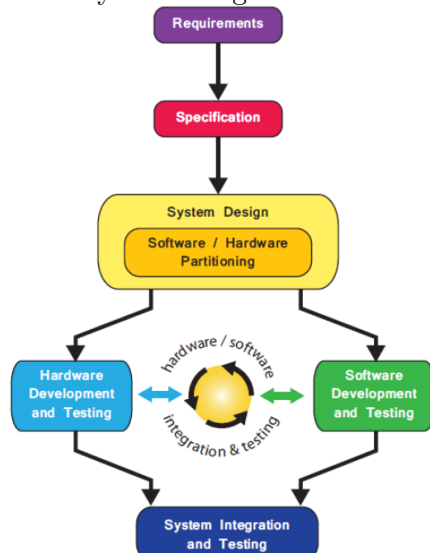 Requirements
Specification
System Design
Software / Hardware
Partitioning
hardware / software
Hardware
Development
and Testing
Software
Development
and Testing
integration & testing
System Integration
and Testing